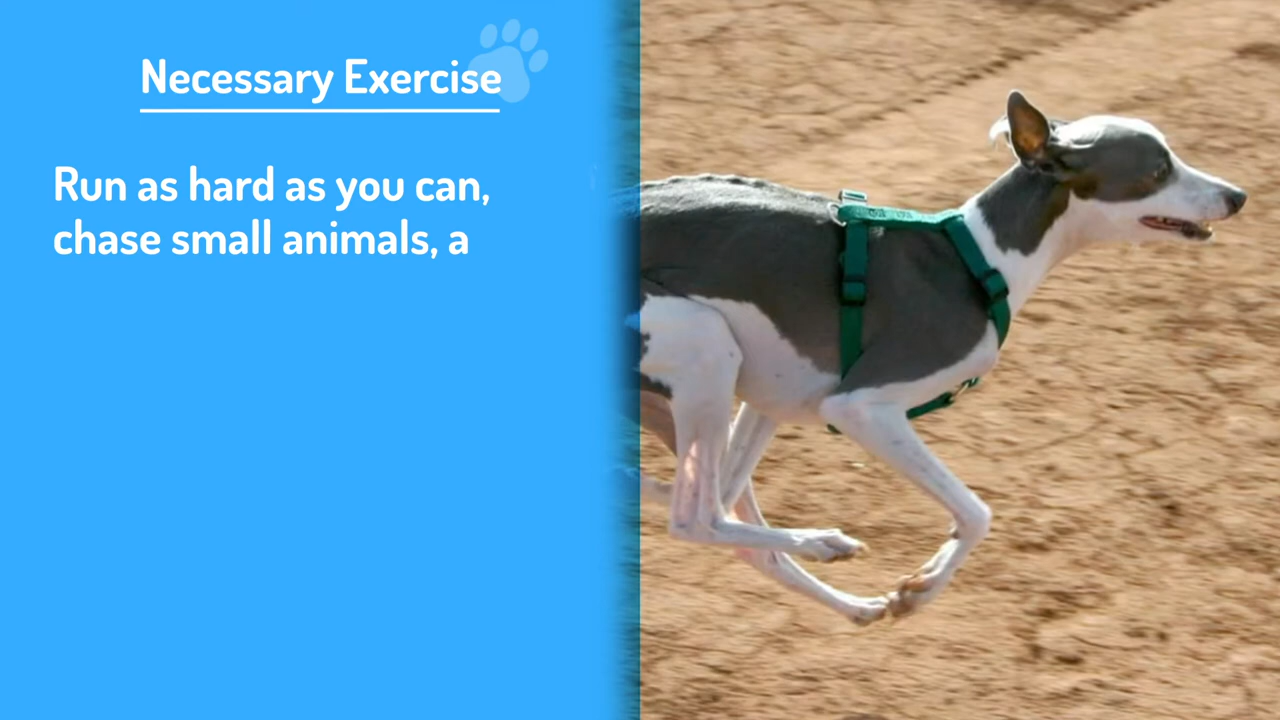 Necessary Exercise
Run as hard as you can,
chase small animals, a